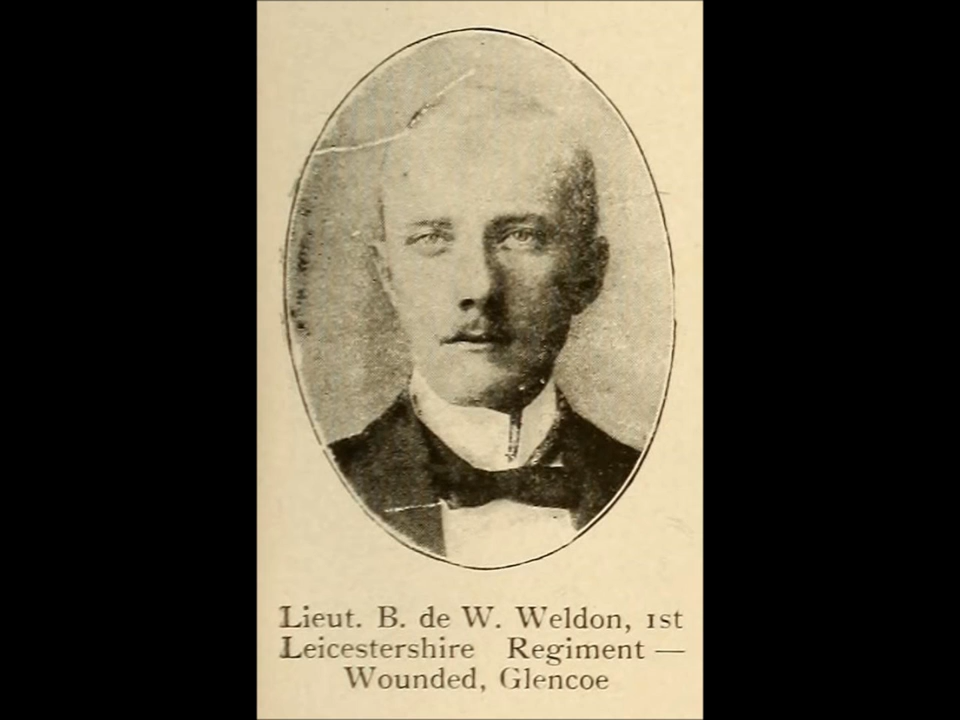 Lieut. B. de W. Weldon, 1st
Leicestershire Regiment —
Wounded, Glencoe